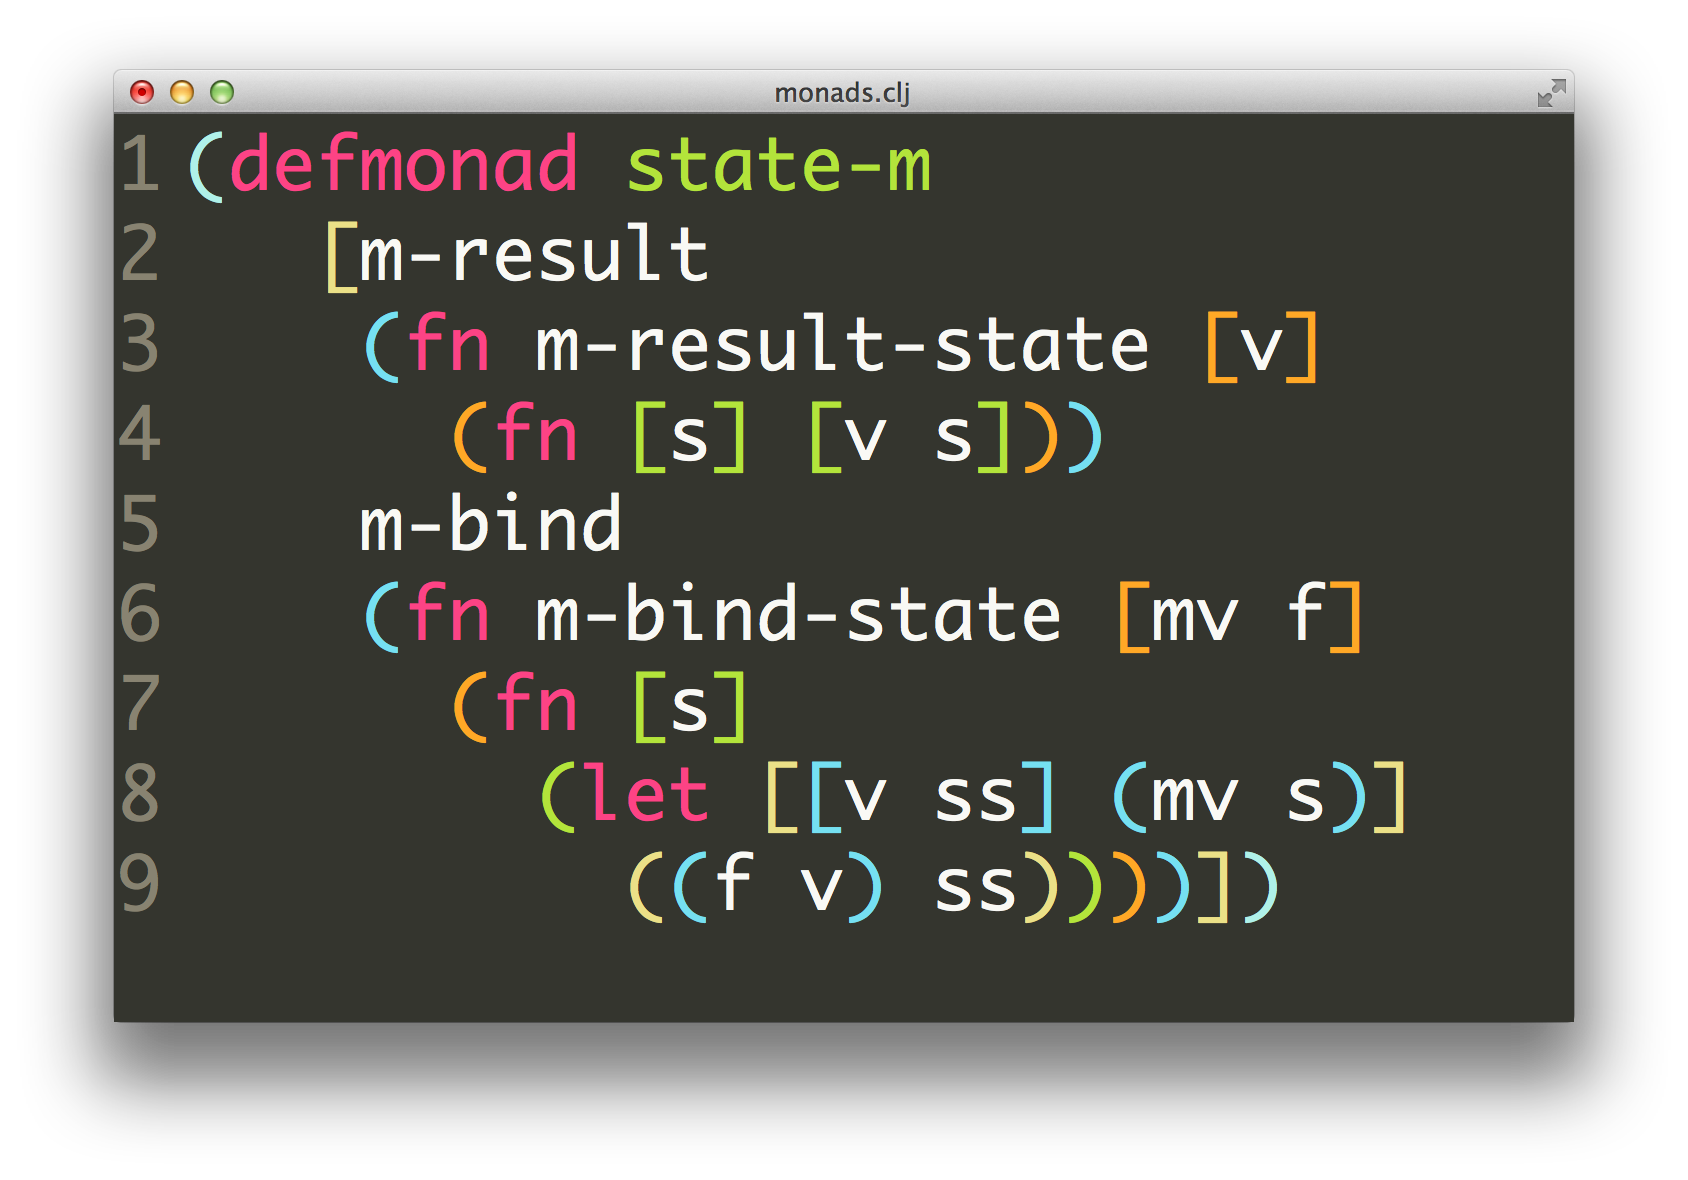 monads.clj
1 (defmonad state-m
2    [m-result
3     (fn m-result-state [v]
4       (fn [s] [v s]))
5     m-bind
6     (fn m-bind-state [mv f]
7       (fn [s]
8         (let [[v ss] (mv s)]
9           ((f v) ss))))])